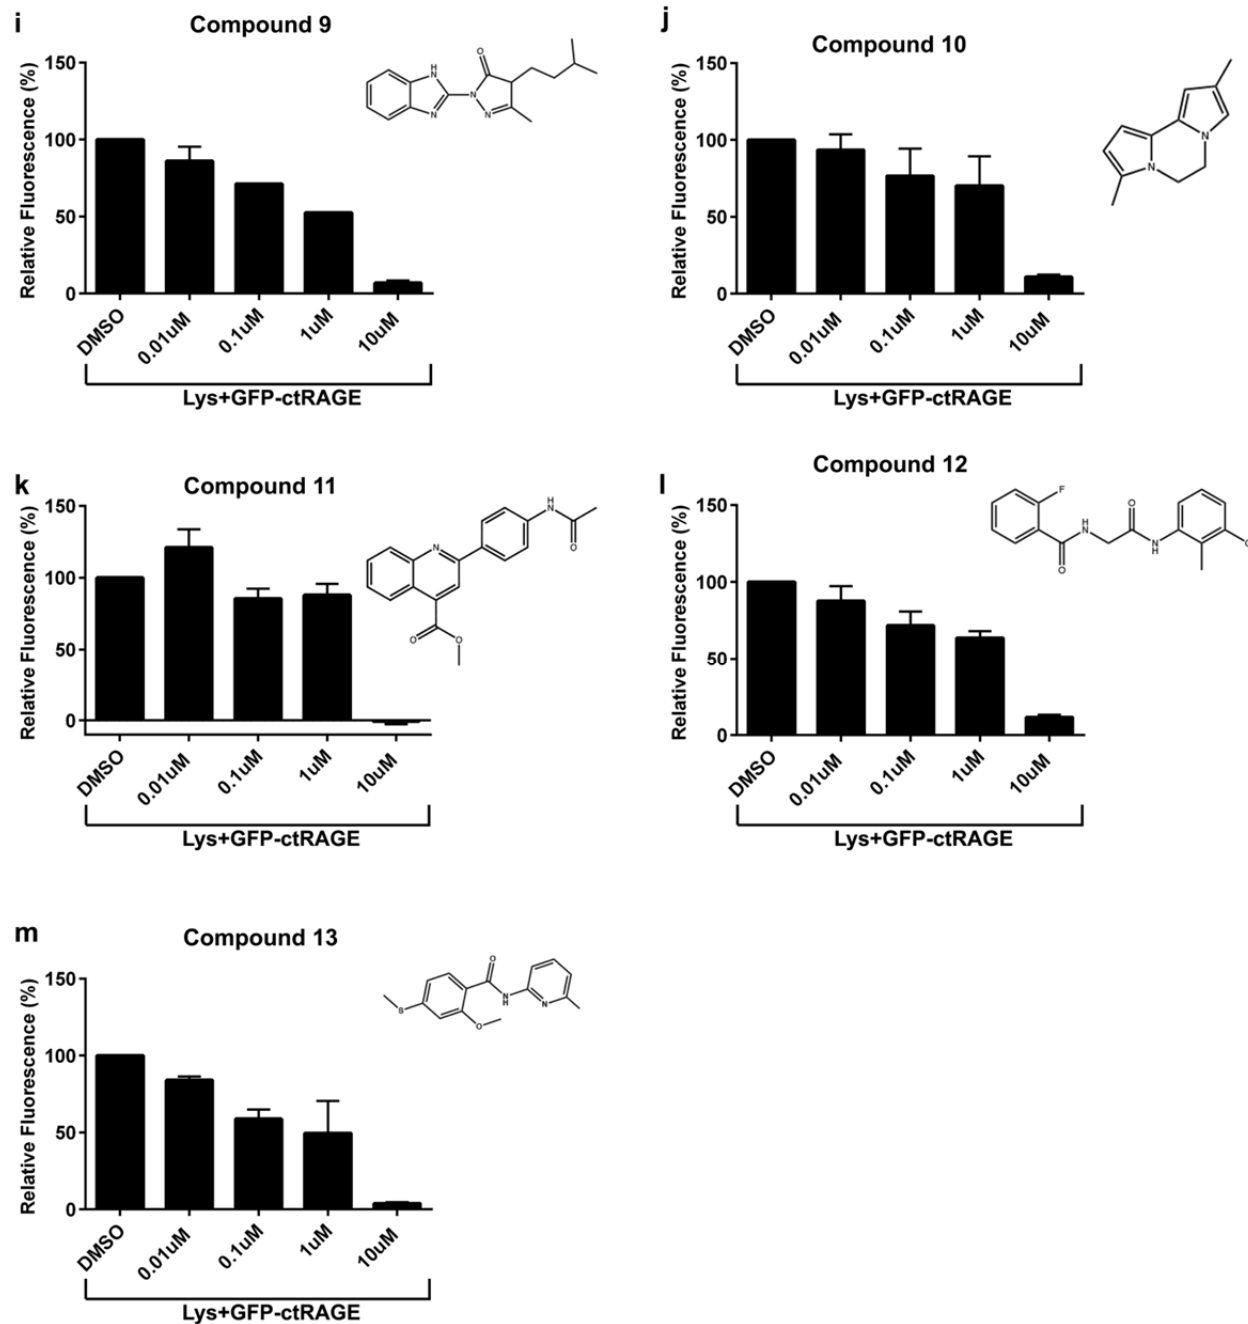 i
Compound 9
Relative Fluorescence (%)
150
100
50
0
DMSO
0.01uM
0.1uM
1uM
10uM
Lys+GFP-ctRAGE
O
H
N
N
N
N
j
Compound 10
Relative Fluorescence (%)
150
100
50
0
DMSO
0.01uM
0.1uM
1uM
10uM
Lys+GFP-ctRAGE
N
N
k
Compound 11
Relative Fluorescence (%)
150
100
50
0
DMSO
0.01uM
0.1uM
1uM
10uM
Lys+GFP-ctRAGE
H
N
O
N
O
O
l
Compound 12
Relative Fluorescence (%)
150
100
50
0
DMSO
0.01uM
0.1uM
1uM
10uM
Lys+GFP-ctRAGE
F
H
N
O
O
N
H
m
Compound 13
Relative Fluorescence (%)
150
100
50
0
DMSO
0.01uM
0.1uM
1uM
10uM
Lys+GFP-ctRAGE
O
N
H
N
S
O